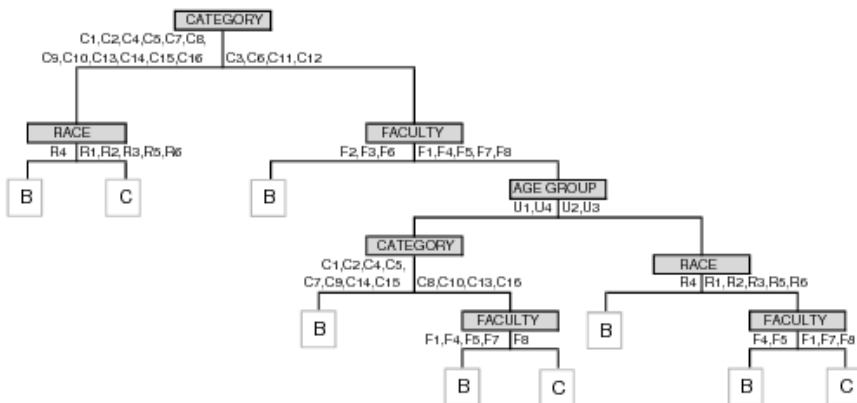 CATEGORY
C1,C2,C4,C5,C7,C8,
C9,C10,C13,C14,C15,C16 C3,C6,C11,C12
RACE FACULTY
R4 R1,R2,R3,R5,R6 F2,F3,F6 F1,F4,F5,F7,F8
B C B AGE GROUP
U1,U4 U2,U3
CATEGORY
C1,C2,C4,C5,
RACE
C7,C9,C14,C15 C8,C10,C13,C16 R4 R1,R2,R3,R5,R6
B FACULTY B FACULTY
F1,F4,F5,F7 F8 F4,F5 F1,F7,F8
B C B C